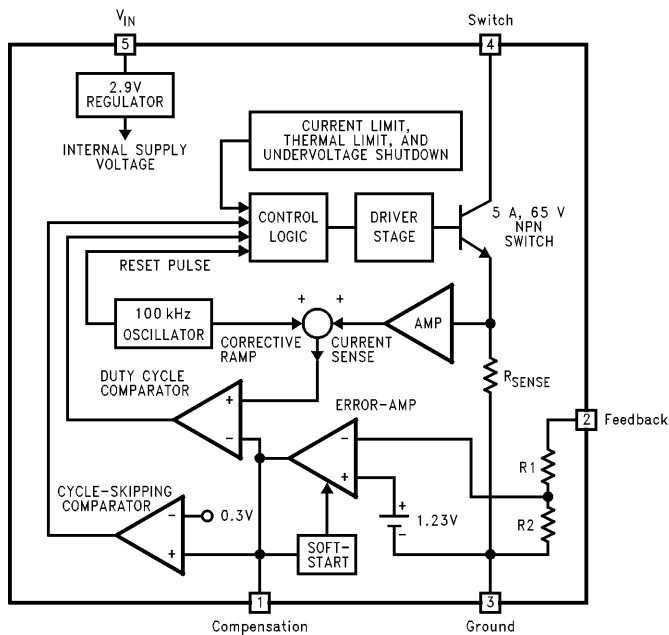 VIN
5
Switch
4
2.9V
REGULATOR
INTERNAL SUPPLY
VOLTAGE
CURRENT LIMIT,
THERMAL LIMIT, AND
UNDERVOLTAGE SHUTDOWN
CONTROL
LOGIC
DRIVER
STAGE
5 A, 65 V
NPN
SWITCH
RESET PULSE
100 kHz
OSCILLATOR
+
+
AMP
CORRECTIVE
RAMP
CURRENT
SENSE
RSENSE
DUTY CYCLE
COMPARATOR
+
−
ERROR-AMP
−
+
2
Feedback
R1
R2
CYCLE-SKIPPING
COMPARATOR
−
0.3V
+
+
1.23V
−
SOFT-
START
1
Compensation
3
Ground